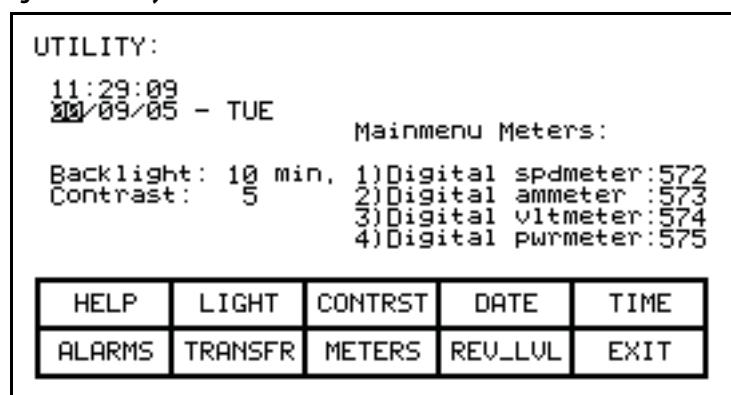 UTILITY:
11:29:09
00/09/05 - TUE
Mainmenu Meters:
Backlight: 10 min. 1)Digital spdmeter:572
Contrast: 5 2)Digital ammeter :573
3)Digital vltmeter:574
4)Digital pwrmeter:575
HELP LIGHT CONTRST DATE TIME
ALARMS TRANSFR METERS REV_LVL EXIT